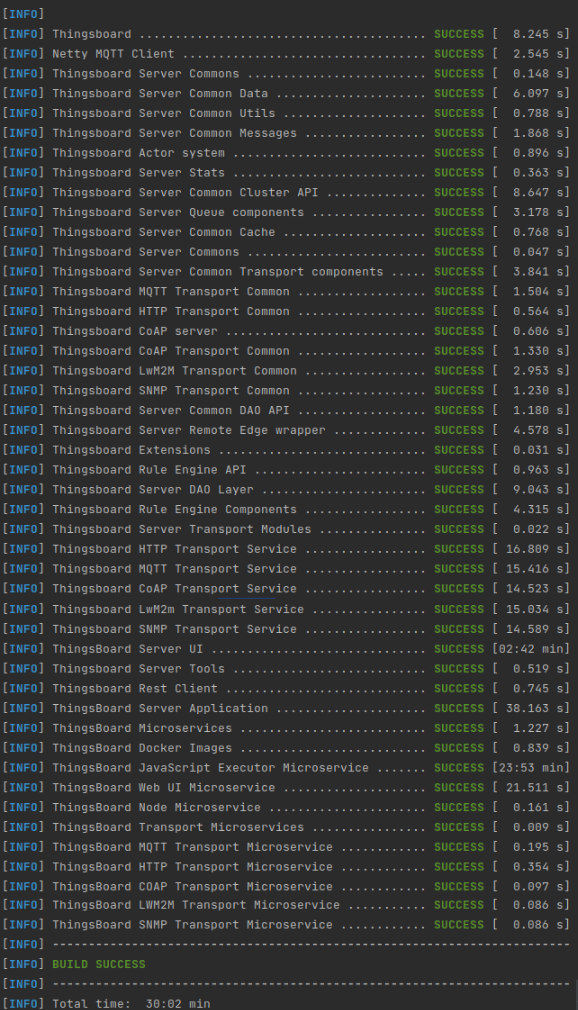 [INFO]
[INFO] Thingsboard ........................................ SUCCESS [  8.245 s]
[INFO] Netty MQTT Client .................................. SUCCESS [  2.545 s]
[INFO] Thingsboard Server Commons ......................... SUCCESS [  0.148 s]
[INFO] Thingsboard Server Common Data ..................... SUCCESS [  6.097 s]
[INFO] Thingsboard Server Common Utils .................... SUCCESS [  0.788 s]
[INFO] Thingsboard Server Common Messages ................. SUCCESS [  1.868 s]
[INFO] Thingsboard Actor system ........................... SUCCESS [  0.896 s]
[INFO] Thingsboard Server Stats ........................... SUCCESS [  0.363 s]
[INFO] Thingsboard Server Common Cluster API .............. SUCCESS [  8.647 s]
[INFO] Thingsboard Server Queue components ................ SUCCESS [  3.178 s]
[INFO] Thingsboard Server Common Cache .................... SUCCESS [  0.768 s]
[INFO] Thingsboard Server Commons ......................... SUCCESS [  0.047 s]
[INFO] Thingsboard Server Common Transport components ..... SUCCESS [  3.841 s]
[INFO] Thingsboard MQTT Transport Common .................. SUCCESS [  1.504 s]
[INFO] Thingsboard HTTP Transport Common .................. SUCCESS [  0.564 s]
[INFO] Thingsboard CoAP server ............................ SUCCESS [  0.606 s]
[INFO] Thingsboard CoAP Transport Common .................. SUCCESS [  1.330 s]
[INFO] Thingsboard LwM2M Transport Common ................. SUCCESS [  2.953 s]
[INFO] Thingsboard SNMP Transport Common .................. SUCCESS [  1.230 s]
[INFO] Thingsboard Server Common DAO API .................. SUCCESS [  1.180 s]
[INFO] Thingsboard Server Remote Edge wrapper ............. SUCCESS [  4.578 s]
[INFO] Thingsboard Extensions ............................. SUCCESS [  0.031 s]
[INFO] Thingsboard Rule Engine API ........................ SUCCESS [  0.963 s]
[INFO] Thingsboard Server DAO Layer ....................... SUCCESS [  9.043 s]
[INFO] Thingsboard Rule Engine Components ................. SUCCESS [  4.315 s]
[INFO] Thingsboard Server Transport Modules ............... SUCCESS [  0.022 s]
[INFO] Thingsboard HTTP Transport Service ................. SUCCESS [ 16.809 s]
[INFO] Thingsboard MQTT Transport Service ................. SUCCESS [ 15.416 s]
[INFO] Thingsboard CoAP Transport Service ................. SUCCESS [ 14.523 s]
[INFO] Thingsboard LwM2m Transport Service ................ SUCCESS [ 15.034 s]
[INFO] Thingsboard SNMP Transport Service ................. SUCCESS [ 14.589 s]
[INFO] ThingsBoard Server UI .............................. SUCCESS [02:42 min]
[INFO] Thingsboard Server Tools ........................... SUCCESS [  0.519 s]
[INFO] Thingsboard Rest Client ............................ SUCCESS [  0.745 s]
[INFO] ThingsBoard Server Application ..................... SUCCESS [ 38.163 s]
[INFO] ThingsBoard Microservices .......................... SUCCESS [  1.227 s]
[INFO] ThingsBoard Docker Images .......................... SUCCESS [  0.839 s]
[INFO] ThingsBoard JavaScript Executor Microservice ....... SUCCESS [23:53 min]
[INFO] ThingsBoard Web UI Microservice .................... SUCCESS [ 21.511 s]
[INFO] ThingsBoard Node Microservice ...................... SUCCESS [  0.161 s]
[INFO] ThingsBoard Transport Microservices ................ SUCCESS [  0.009 s]
[INFO] ThingsBoard MQTT Transport Microservice ............ SUCCESS [  0.195 s]
[INFO] ThingsBoard HTTP Transport Microservice ............ SUCCESS [  0.354 s]
[INFO] ThingsBoard COAP Transport Microservice ............ SUCCESS [  0.097 s]
[INFO] ThingsBoard LWM2M Transport Microservice ........... SUCCESS [  0.086 s]
[INFO] ThingsBoard SNMP Transport Microservice ............ SUCCESS [  0.086 s]
[INFO] ------------------------------------------------------------------------
[INFO] BUILD SUCCESS
[INFO] ------------------------------------------------------------------------
[INFO] Total time:  30:02 min